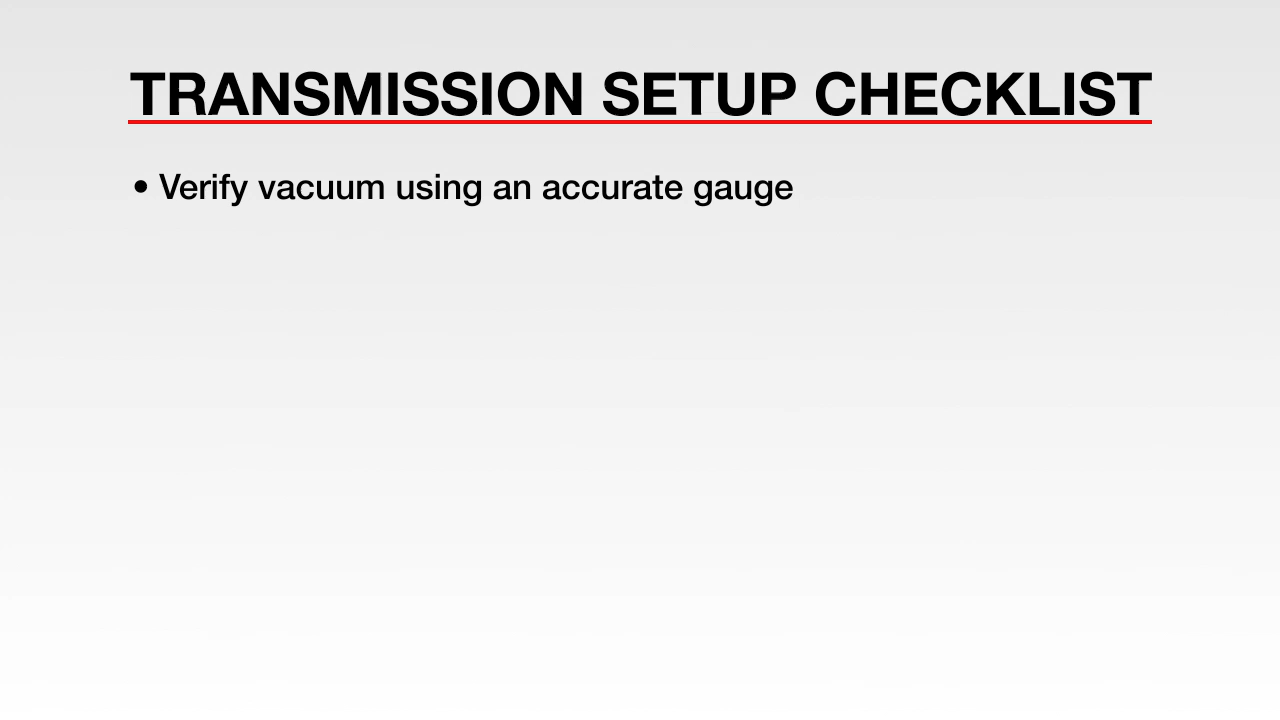 TRANSMISSION SETUP CHECKLIST
• Verify vacuum using an accurate gauge